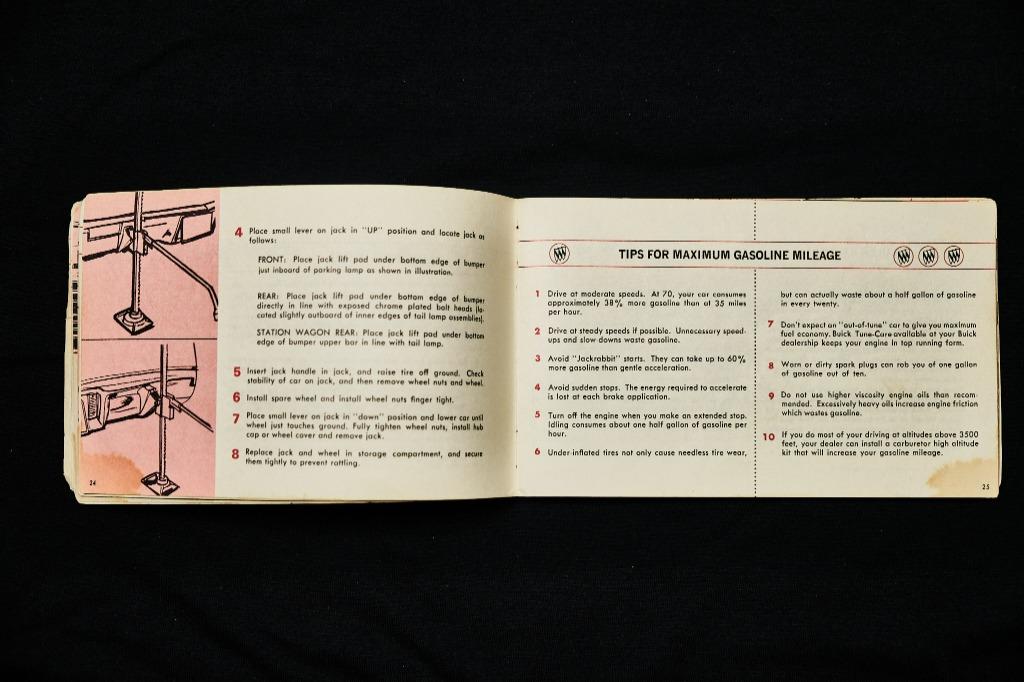 4 Place small lever on jack in "UP" position and locate jack as
follows:
FRONT: Place jack lift pad under bottom edge of bumper
just inboard of parking lamp as shown in illustration.
REAR: Place jack lift pad under bottom edge of bumper
directly in line with exposed chrome plated bolt heads (lo-
cated slightly outboard of inner edges of tail lamp assemblies).
STATION WAGON REAR: Place jack lift pad under bottom
edge of bumper upper bar in line with tail lamp.
5 Insert jack handle in jack, and raise tire off ground. Check
stability of car on jack, and then remove wheel nuts and wheel.
6 Install spare wheel and install wheel nuts finger tight.
7 Place small lever on jack in "down" position and lower car until
wheel just touches ground. Fully tighten wheel nuts, install hub
cap or wheel cover and remove jack.
8 Replace jack and wheel in storage compartment, and secure
them tightly to prevent rattling.
24
TIPS FOR MAXIMUM GASOLINE MILEAGE
1 Drive at moderate speeds. At 70, your car consumes
approximately 38% more gasoline than at 35 miles
per hour.
2 Drive at steady speeds if possible. Unnecessary speed-
ups and slow-downs waste gasoline.
3 Avoid "Jackrabbit" starts. They can take up to 60%
more gasoline than gentle acceleration.
4 Avoid sudden stops. The energy required to accelerate
is lost at each brake application.
5 Turn off the engine when you make an extended stop.
Idling consumes about one half gallon of gasoline per
hour.
6 Under-inflated tires not only cause needless tire wear,
but can actually waste about a half gallon of gasoline
in every twenty.
7 Don't expect an "out-of-tune" car to give you maximum
fuel economy. Buick Tune-Care available at your Buick
dealership keeps your engine in top running form.
8 Worn or dirty spark plugs can rob you of one gallon
of gasoline out of ten.
9 Do not use higher viscosity engine oils than recom-
mended. Excessively heavy oils increase engine friction
which wastes gasoline.
10 If you do most of your driving at altitudes above 3500
feet, your dealer can install a carburetor high altitude
kit that will increase your gasoline mileage.
25